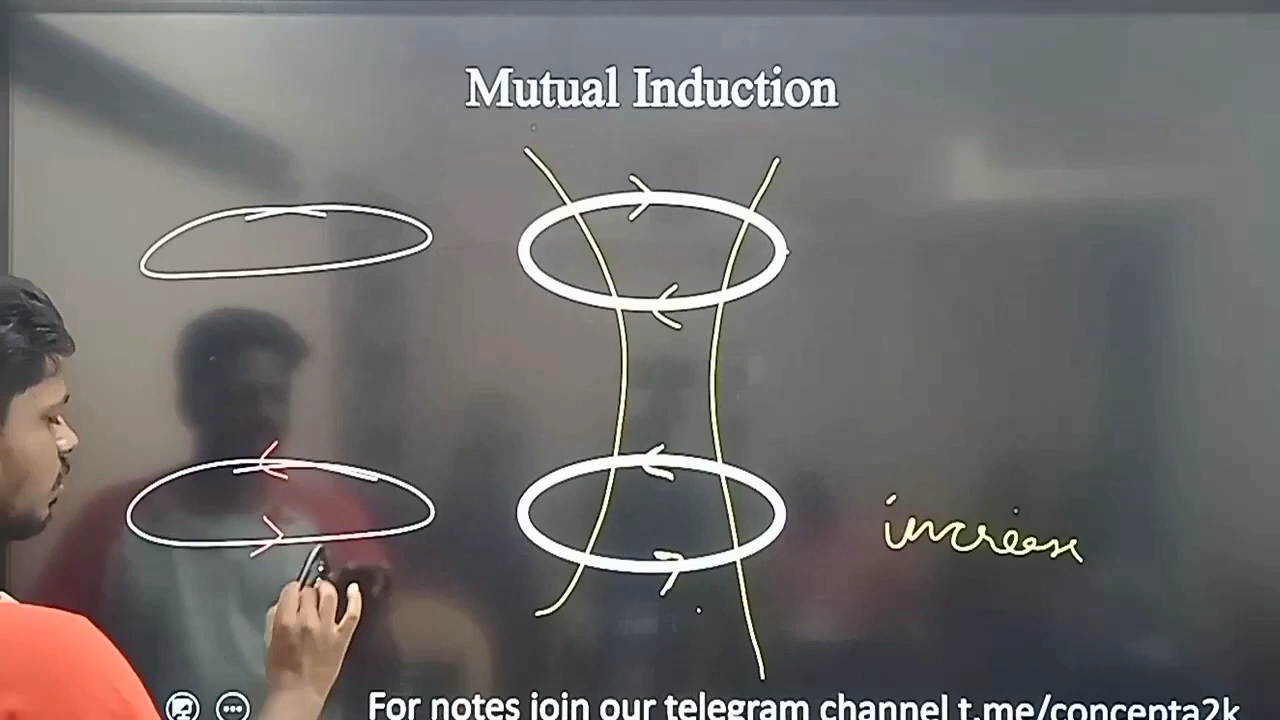 Mutual Induction
increase
For notes join our telegram channel t.me/concepta2k